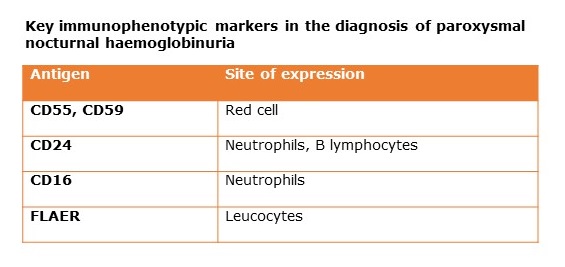 Key immunophenotypic markers in the diagnosis of paroxysmal
nocturnal haemoglobinuria
Antigen Site of expression
CD55, CD59 Red cell
CD24 Neutrophils, B lymphocytes
CD16 Neutrophils
FLAER Leucocytes